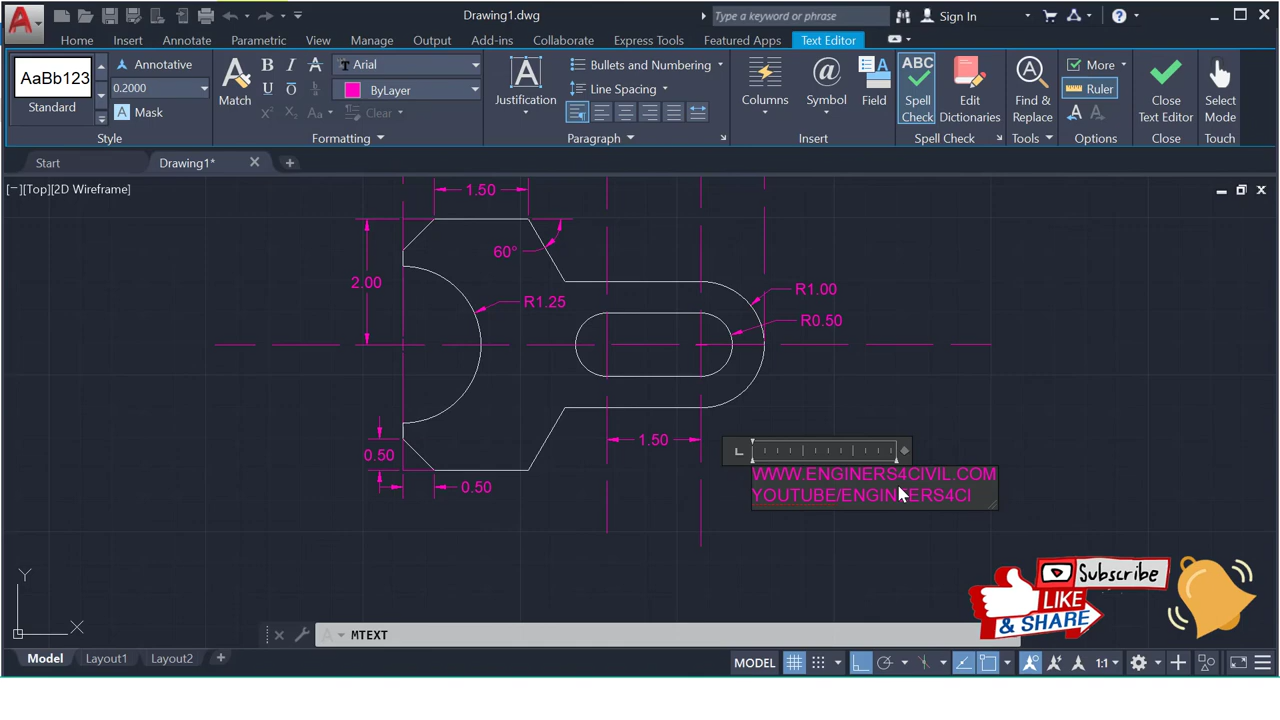 Drawing1.dwg
Type a keyword or phrase
Sign In
Home
Insert
Annotate
Parametric
View
Manage
Output
Add-ins
Collaborate
Express Tools
Featured Apps
Text Editor
AaBb123
Standard
Annotative
0.2000
Mask
Style
Match
Arial
ByLayer
Clear
Formatting
Justification
Bullets and Numbering
Line Spacing
Paragraph
Columns
Symbol
Field
Insert
ABC
Spell
Check
Edit
Dictionaries
Spell Check
Find &
Replace
Tools
More
Ruler
Options
Close
Text Editor
Close
Select
Mode
Touch
Start
Drawing1*
[−][Top][2D Wireframe]
1.50
60°
2.00
R1.25
R1.00
R0.50
1.50
0.50
0.50
WWW.ENGINERS4CIVIL.COM
YOUTUBE/ENGINEERS4CI
Subscribe
LIKE
& SHARE
Y
X
MTEXT
Model
Layout1
Layout2
MODEL
1:1